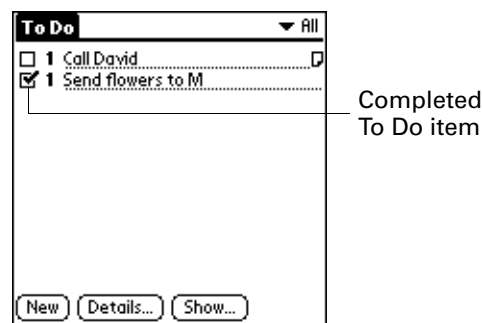 To Do All
1 Call David
1 Send flowers to M
Completed
To Do item
New Details... Show...